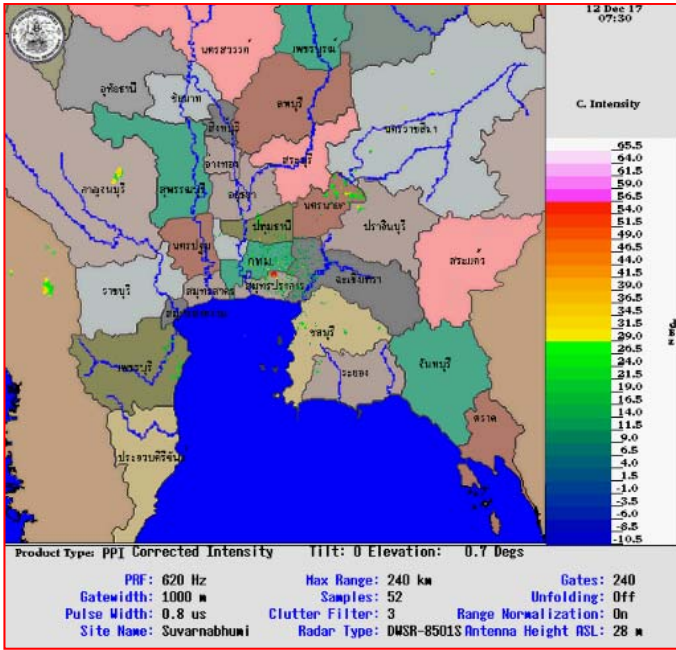 12 Dec 17
07:30
C. Intensity
65.5
64.0
61.5
59.0
56.5
54.0
51.5
49.0
46.5
44.0
41.5
39.0
36.5
34.0
31.5
29.0
26.5
24.0
21.5
19.0
16.5
14.0
11.5
9.0
6.5
4.0
1.5
-1.0
-3.5
-6.0
-8.5
-10.5
นครสวรรค์
เพชรบูรณ์
อุทัยธานี
ชัยนาท
ลพบุรี
นครราชสีมา
สิงห์บุรี
อ่างทอง
สระบุรี
กาญจนบุรี
สุพรรณบุรี
อยุธยา
นครนายก
ปราจีนบุรี
ปทุมธานี
นครปฐม
กทม.
สระแก้ว
ราชบุรี
สมุทรสาคร
สมุทรปราการ
ฉะเชิงเทรา
ชลบุรี
เพชรบุรี
ระยอง
จันทบุรี
ตราด
ประจวบคีรีขันธ์
Product Type: PPI Corrected Intensity Tilt: 0 Elevation: 0.7 Degs
PRF: 620 Hz Max Range: 240 km Gates: 240
Gatewidth: 1000 m Samples: 52 Unfolding: Off
Pulse Width: 0.8 us Clutter Filter: 3 Range Normalization: On
Site Name: Suvarnabhumi Radar Type: DWSR-8501S Antenna Height ASL: 28 m